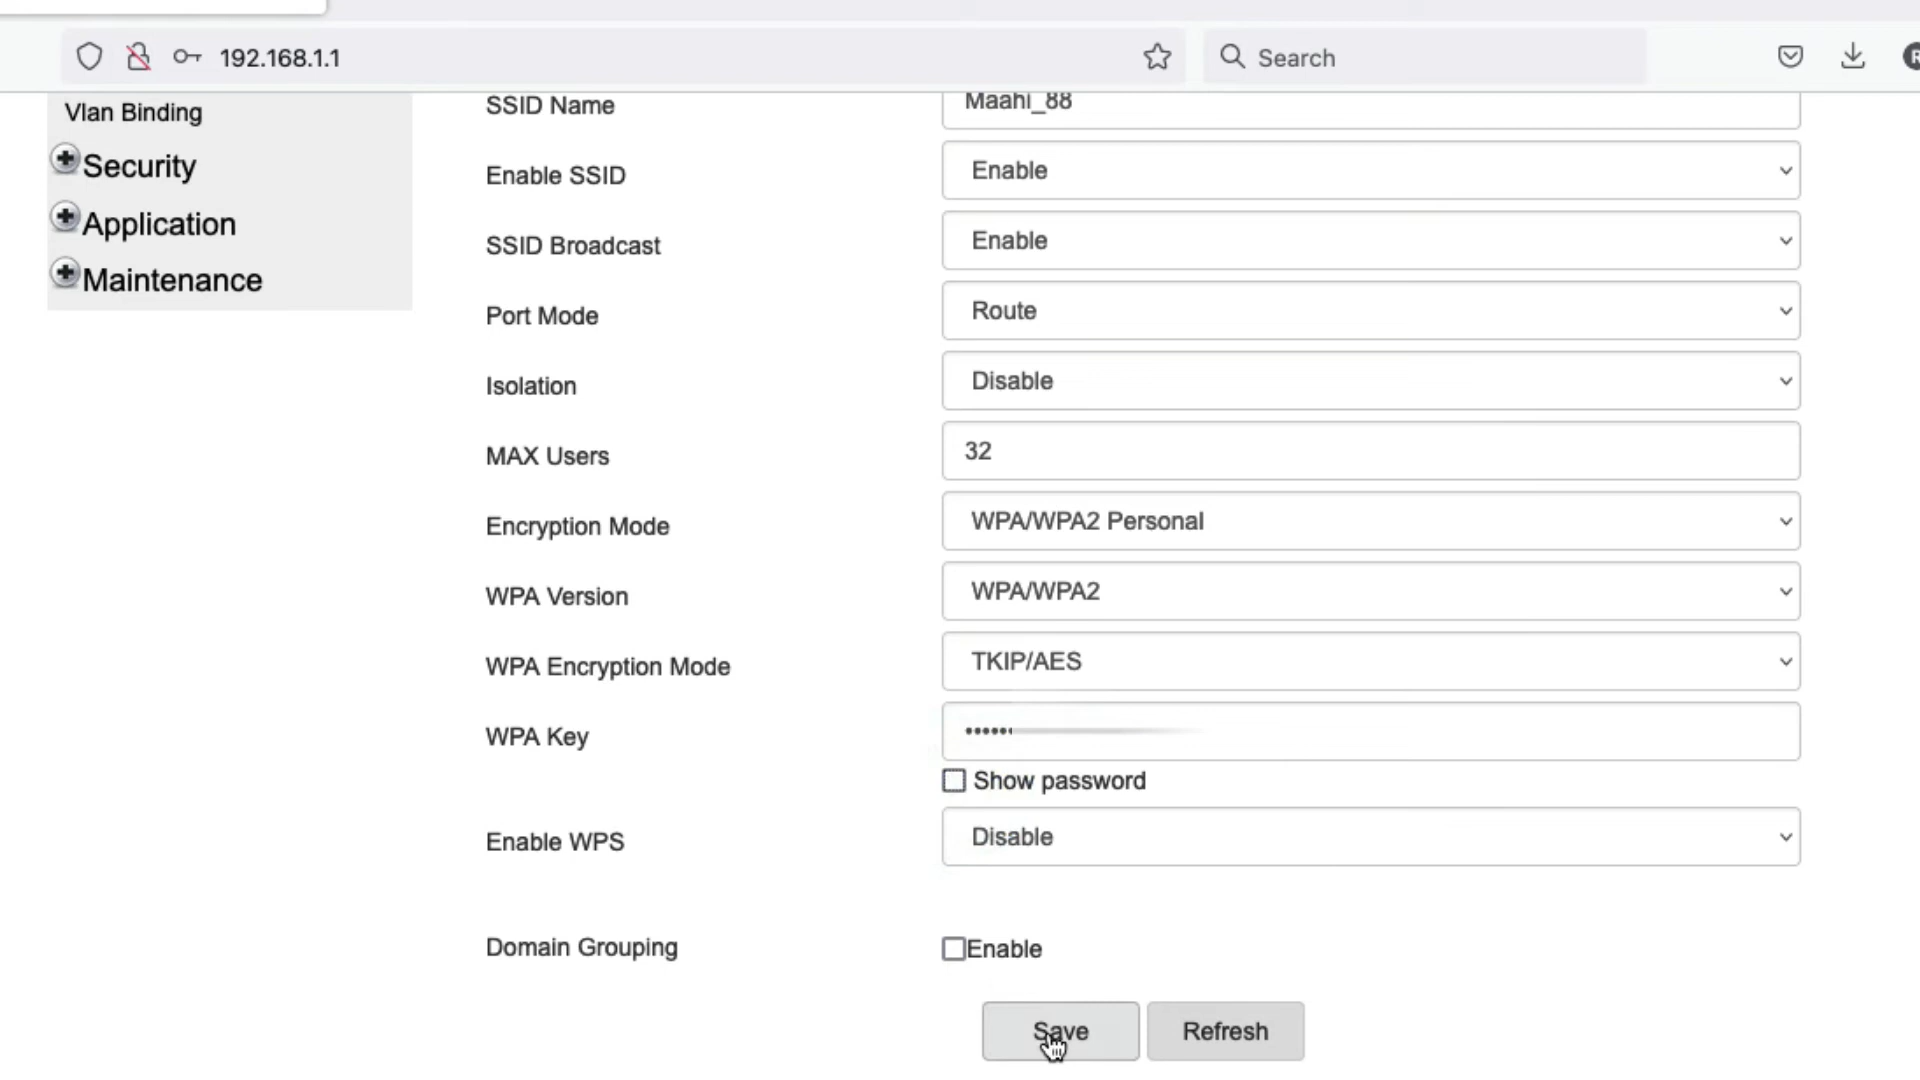 192.168.1.1
Search
Vlan Binding
Security
Application
Maintenance
SSID Name
Maahi_88
Enable SSID
Enable
SSID Broadcast
Enable
Port Mode
Route
Isolation
Disable
MAX Users
32
Encryption Mode
WPA/WPA2 Personal
WPA Version
WPA/WPA2
WPA Encryption Mode
TKIP/AES
WPA Key
••••••
Show password
Enable WPS
Disable
Domain Grouping
Enable
Save
Refresh